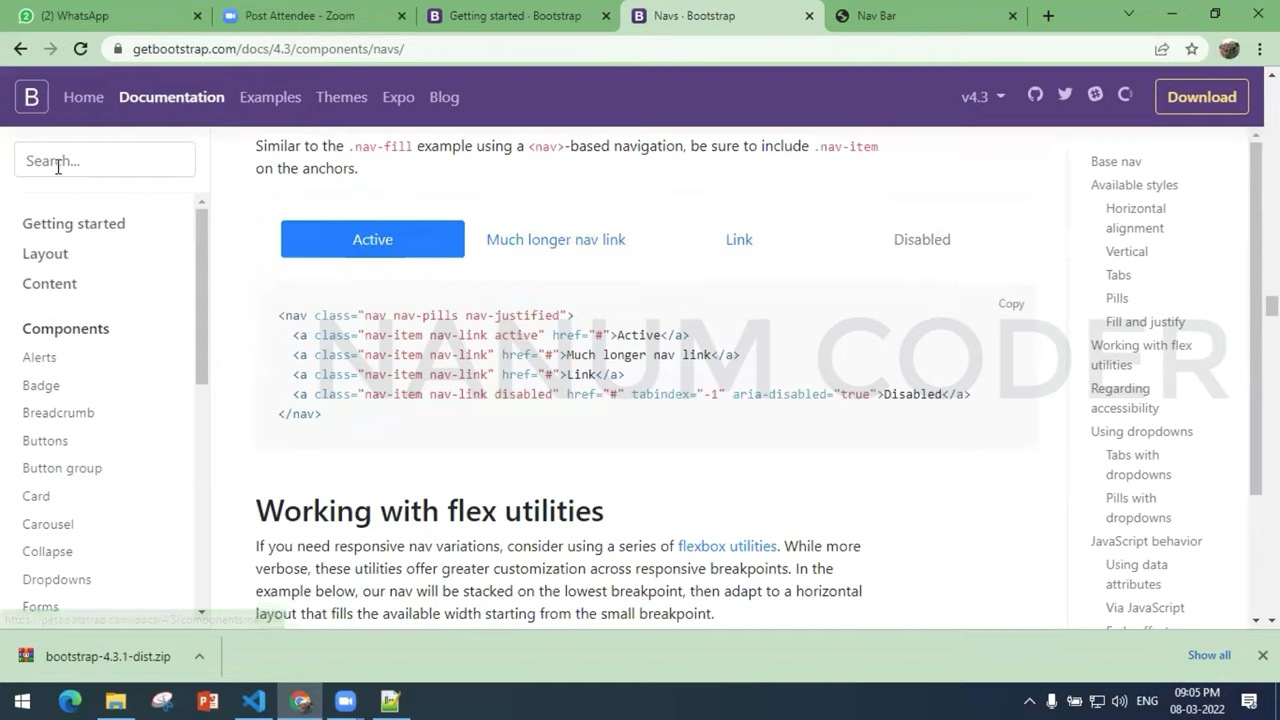 (2) WhatsApp
Post Attendee - Zoom
Getting started · Bootstrap
Navs · Bootstrap
Nav Bar
getbootstrap.com/docs/4.3/components/navs/
B Home Documentation Examples Themes Expo Blog v4.3 Download
Search...
Getting started
Layout
Content
Components
Alerts
Badge
Breadcrumb
Buttons
Button group
Card
Carousel
Collapse
Dropdowns
Forms
Similar to the .nav-fill example using a <nav>-based navigation, be sure to include .nav-item
on the anchors.
Active Much longer nav link Link Disabled
Copy
<nav class="nav nav-pills nav-justified">
<a class="nav-item nav-link active" href="#">Active</a>
<a class="nav-item nav-link" href="#">Much longer nav link</a>
<a class="nav-item nav-link" href="#">Link</a>
<a class="nav-item nav-link disabled" href="#" tabindex="-1" aria-disabled="true">Disabled</a>
</nav>
NANUM CODER
Working with flex utilities
If you need responsive nav variations, consider using a series of flexbox utilities. While more
verbose, these utilities offer greater customization across responsive breakpoints. In the
example below, our nav will be stacked on the lowest breakpoint, then adapt to a horizontal
layout that fills the available width starting from the small breakpoint.
Base nav
Available styles
Horizontal
alignment
Vertical
Tabs
Pills
Fill and justify
Working with flex
utilities
Regarding
accessibility
Using dropdowns
Tabs with
dropdowns
Pills with
dropdowns
JavaScript behavior
Using data
attributes
Via JavaScript
bootstrap-4.3.1-dist.zip
Show all
ENG
09:05 PM
08-03-2022